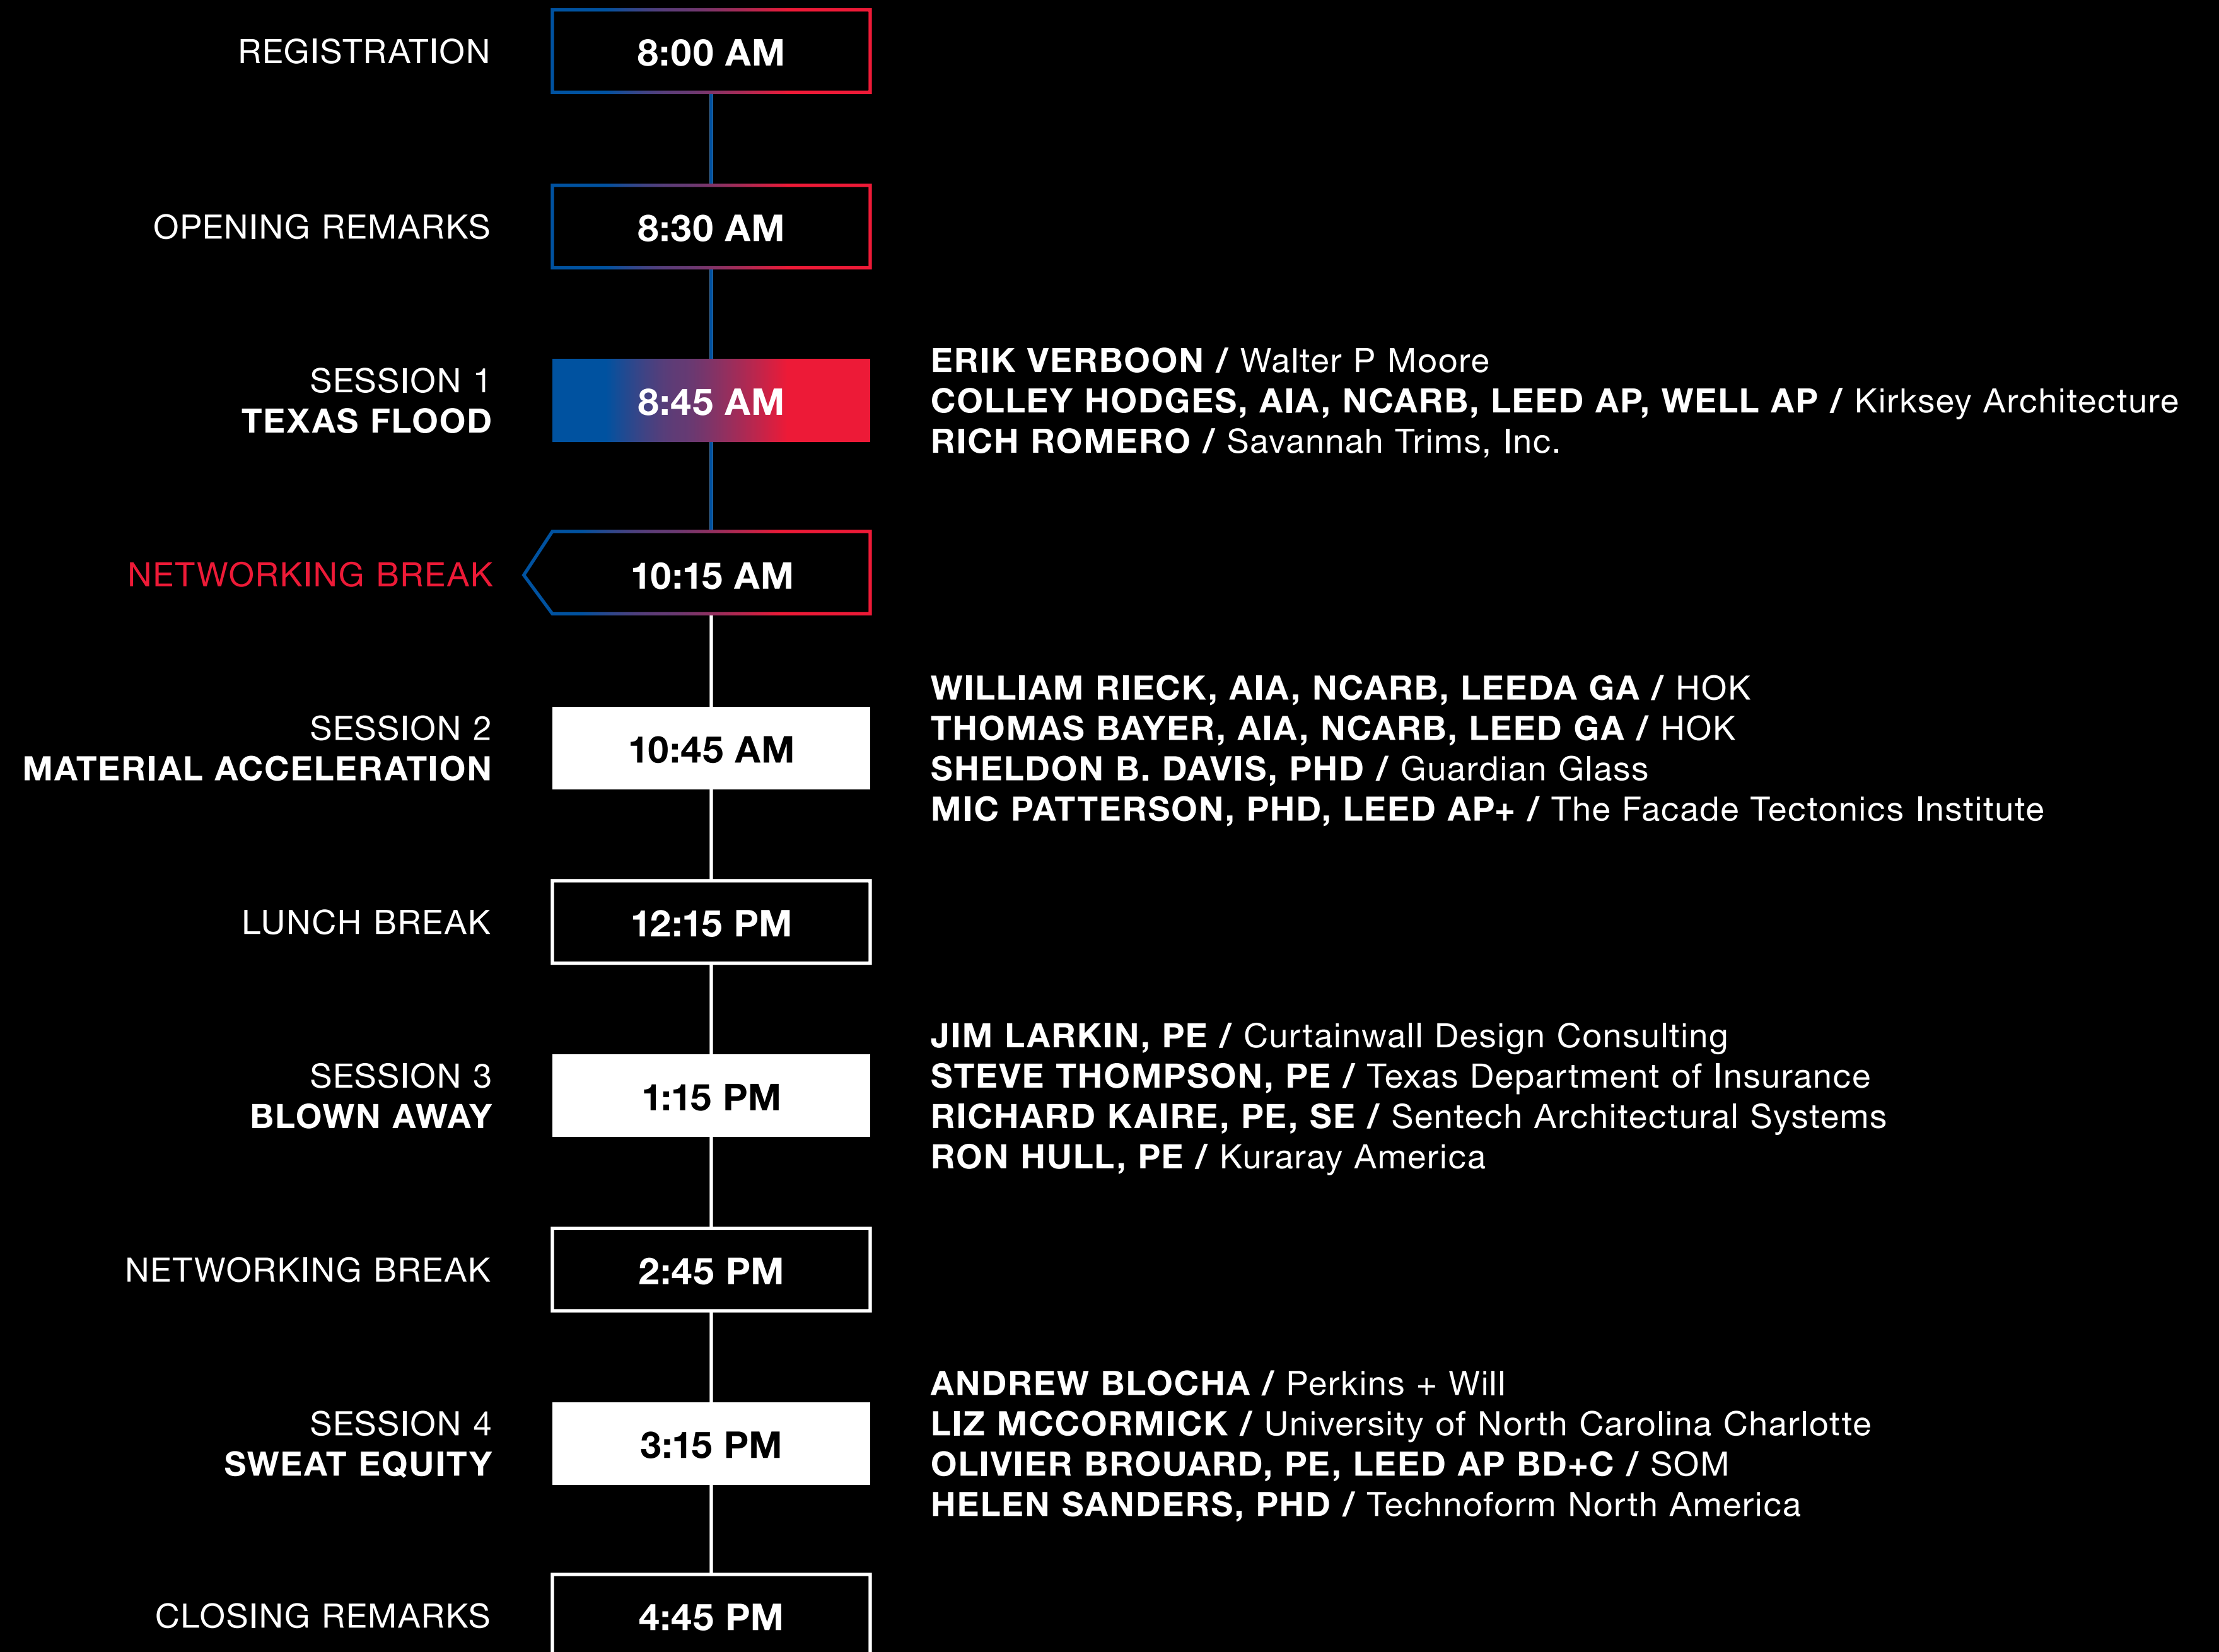 REGISTRATION
8:00 AM
OPENING REMARKS
8:30 AM
SESSION 1
TEXAS FLOOD
8:45 AM
ERIK VERBOON / Walter P Moore
COLLEY HODGES, AIA, NCARB, LEED AP, WELL AP / Kirksey Architecture
RICH ROMERO / Savannah Trims, Inc.
NETWORKING BREAK
10:15 AM
SESSION 2
MATERIAL ACCELERATION
10:45 AM
WILLIAM RIECK, AIA, NCARB, LEEDA GA / HOK
THOMAS BAYER, AIA, NCARB, LEED GA / HOK
SHELDON B. DAVIS, PHD / Guardian Glass
MIC PATTERSON, PHD, LEED AP+ / The Facade Tectonics Institute
LUNCH BREAK
12:15 PM
SESSION 3
BLOWN AWAY
1:15 PM
JIM LARKIN, PE / Curtainwall Design Consulting
STEVE THOMPSON, PE / Texas Department of Insurance
RICHARD KAIRE, PE, SE / Sentech Architectural Systems
RON HULL, PE / Kuraray America
NETWORKING BREAK
2:45 PM
SESSION 4
SWEAT EQUITY
3:15 PM
ANDREW BLOCHA / Perkins + Will
LIZ MCCORMICK / University of North Carolina Charlotte
OLIVIER BROUARD, PE, LEED AP BD+C / SOM
HELEN SANDERS, PHD / Technoform North America
CLOSING REMARKS
4:45 PM